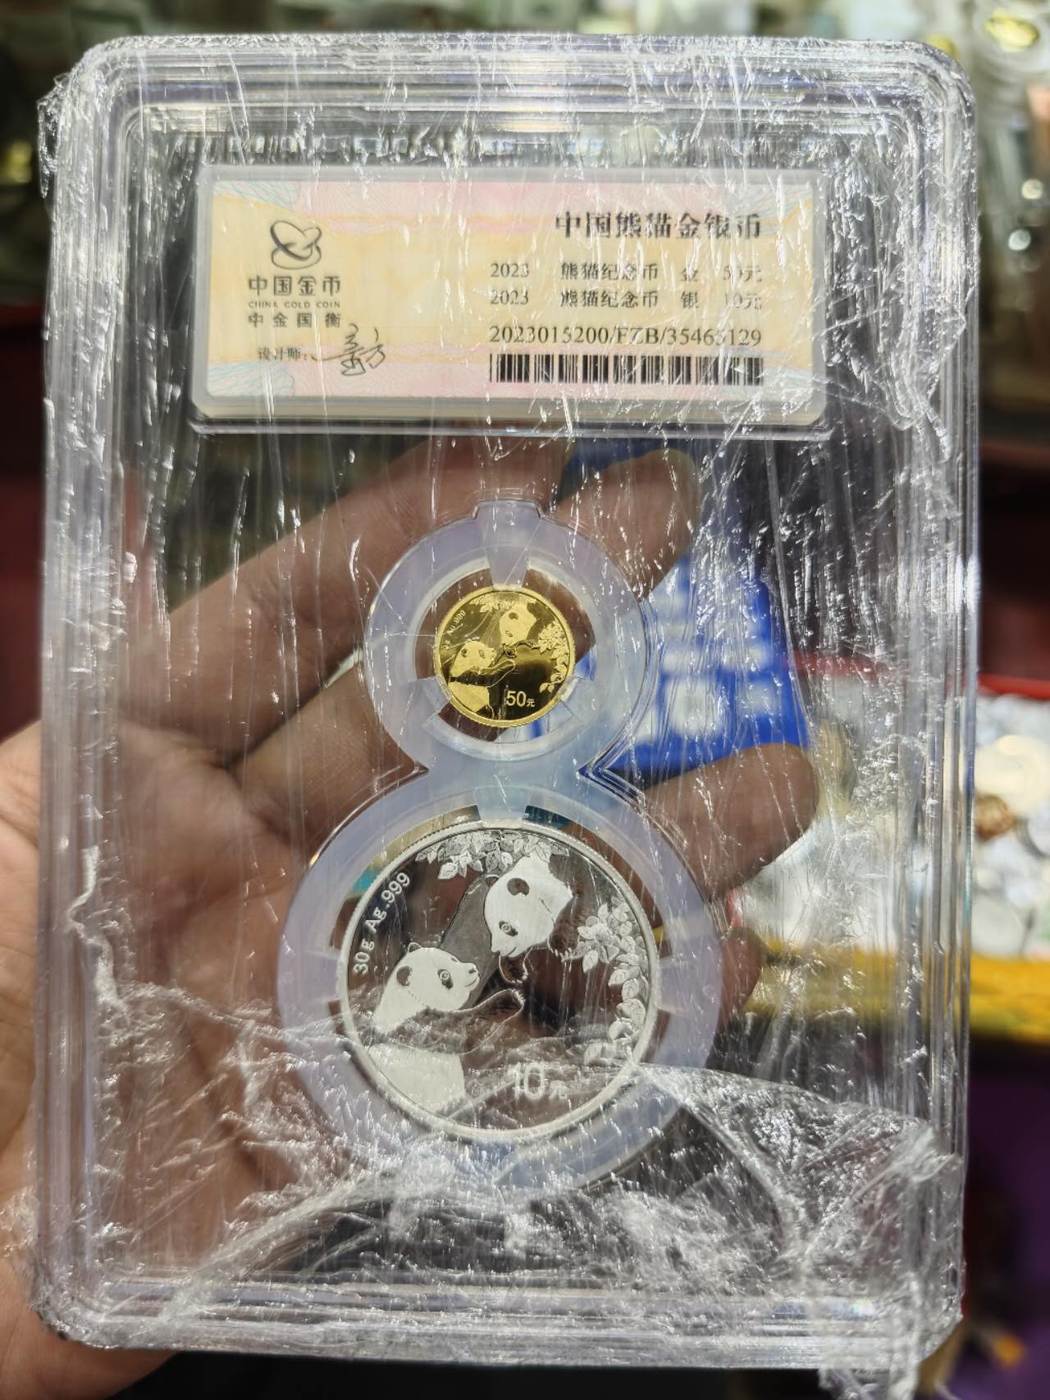 中国熊猫金银币
2023 熊猫纪念币 金 50元
2023 熊猫纪念币 银 10元
2023015200/FZB/35465129
中国金币
CHINA GOLD COIN
中金国衡
设计师:
50元
30g Ag.999
10元